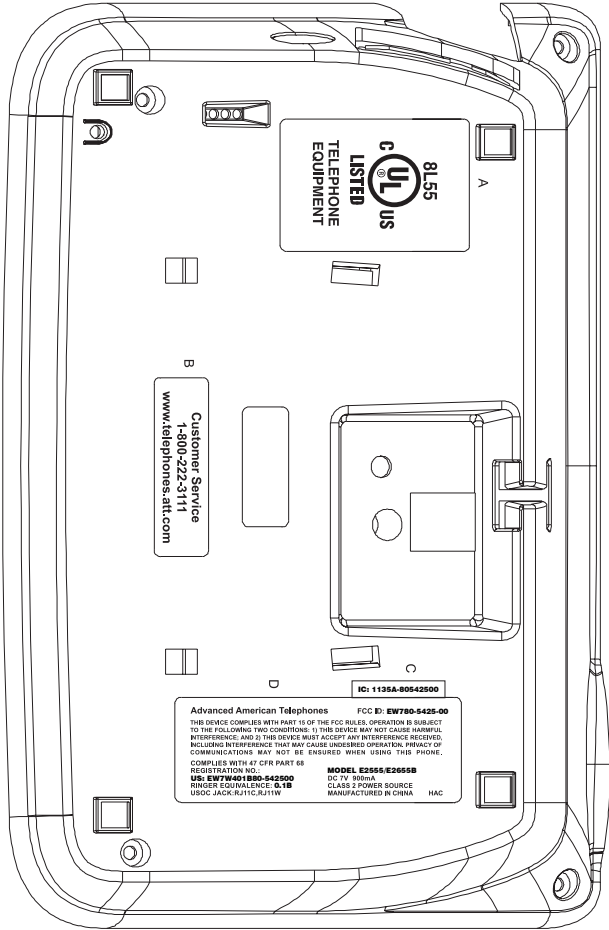 8L55
C UL US
®
LISTED
TELEPHONE
EQUIPMENT
A
B
Customer Service
1-800-222-3111
www.telephones.att.com
D
C
IC: 1135A-80542500
Advanced American Telephones FCC ID: EW780-5425-00
THIS DEVICE COMPLIES WITH PART 15 OF THE FCC RULES, OPERATION IS SUBJECT
TO THE FOLLOWING TWO CONDITIONS: 1) THIS DEVICE MAY NOT CAUSE HARMFUL
INTERFERENCE; AND 2) THIS DEVICE MUST ACCEPT ANY INTERFERENCE RECEIVED,
INCLUDING INTERFERENCE THAT MAY CAUSE UNDESIRED OPERATION. PRIVACY OF
COMMUNICATIONS MAY NOT BE ENSURED WHEN USING THIS PHONE.
COMPLIES WITH 47 CFR PART 68
REGISTRATION NO.:
US: EW7W401B80-542500
RINGER EQUIVALENCE: 0.1B
USOC JACK:RJ11C,RJ11W
MODEL E2555/E2655B
DC 7V 900mA
CLASS 2 POWER SOURCE
MANUFACTURED IN CHINA HAC